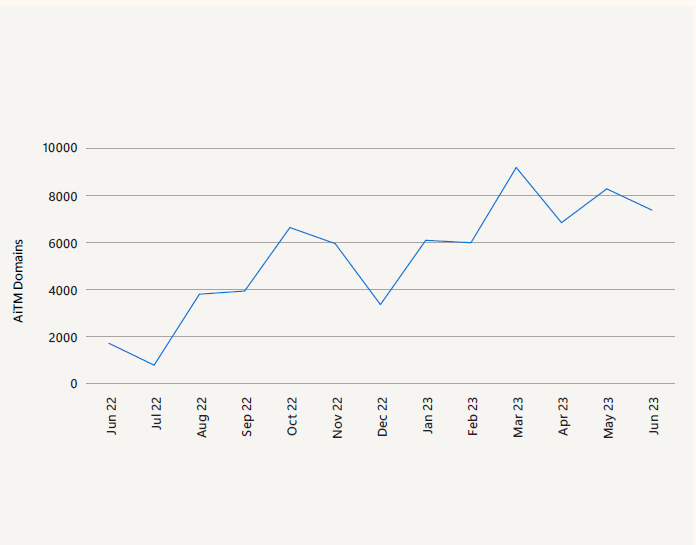 10000
8000
6000
4000
2000
0
AiTM Domains
Jun 22
Jul 22
Aug 22
Sep 22
Oct 22
Nov 22
Dec 22
Jan 23
Feb 23
Mar 23
Apr 23
May 23
Jun 23